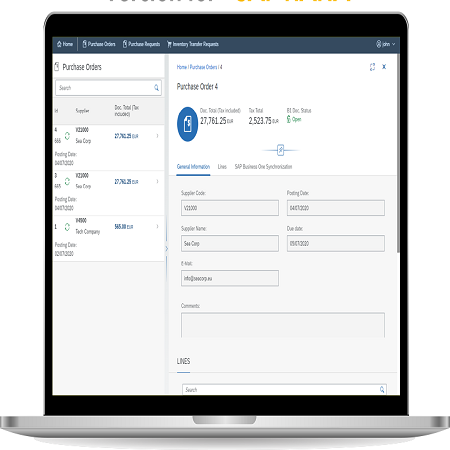 Home Purchase Orders Purchase Requests Inventory Transfer Requests john
Purchase Orders
Search
Id Supplier Doc. Total (Tax included)
4 V21000
566 Sea Corp 27,761.25 EUR
Posting Date:
04/07/2020
3 V21000
565 Sea Corp 27,761.25 EUR
Posting Date:
04/07/2020
1 V4500
Tech Company 565.00 EUR
Posting Date:
02/07/2020
Home / Purchase Orders / 4
Purchase Order 4
Doc. Total (Tax included) Tax Total B1 Doc. Status
27,761.25 EUR 2,523.75 EUR Open
General Information Lines SAP Business One Synchronization
Supplier Code: Posting Date:
V21000 04/07/2020
Supplier Name: Due date:
Sea Corp 05/07/2020
E-Mail:
info@seacorp.eu
Comments:
LINES
Search